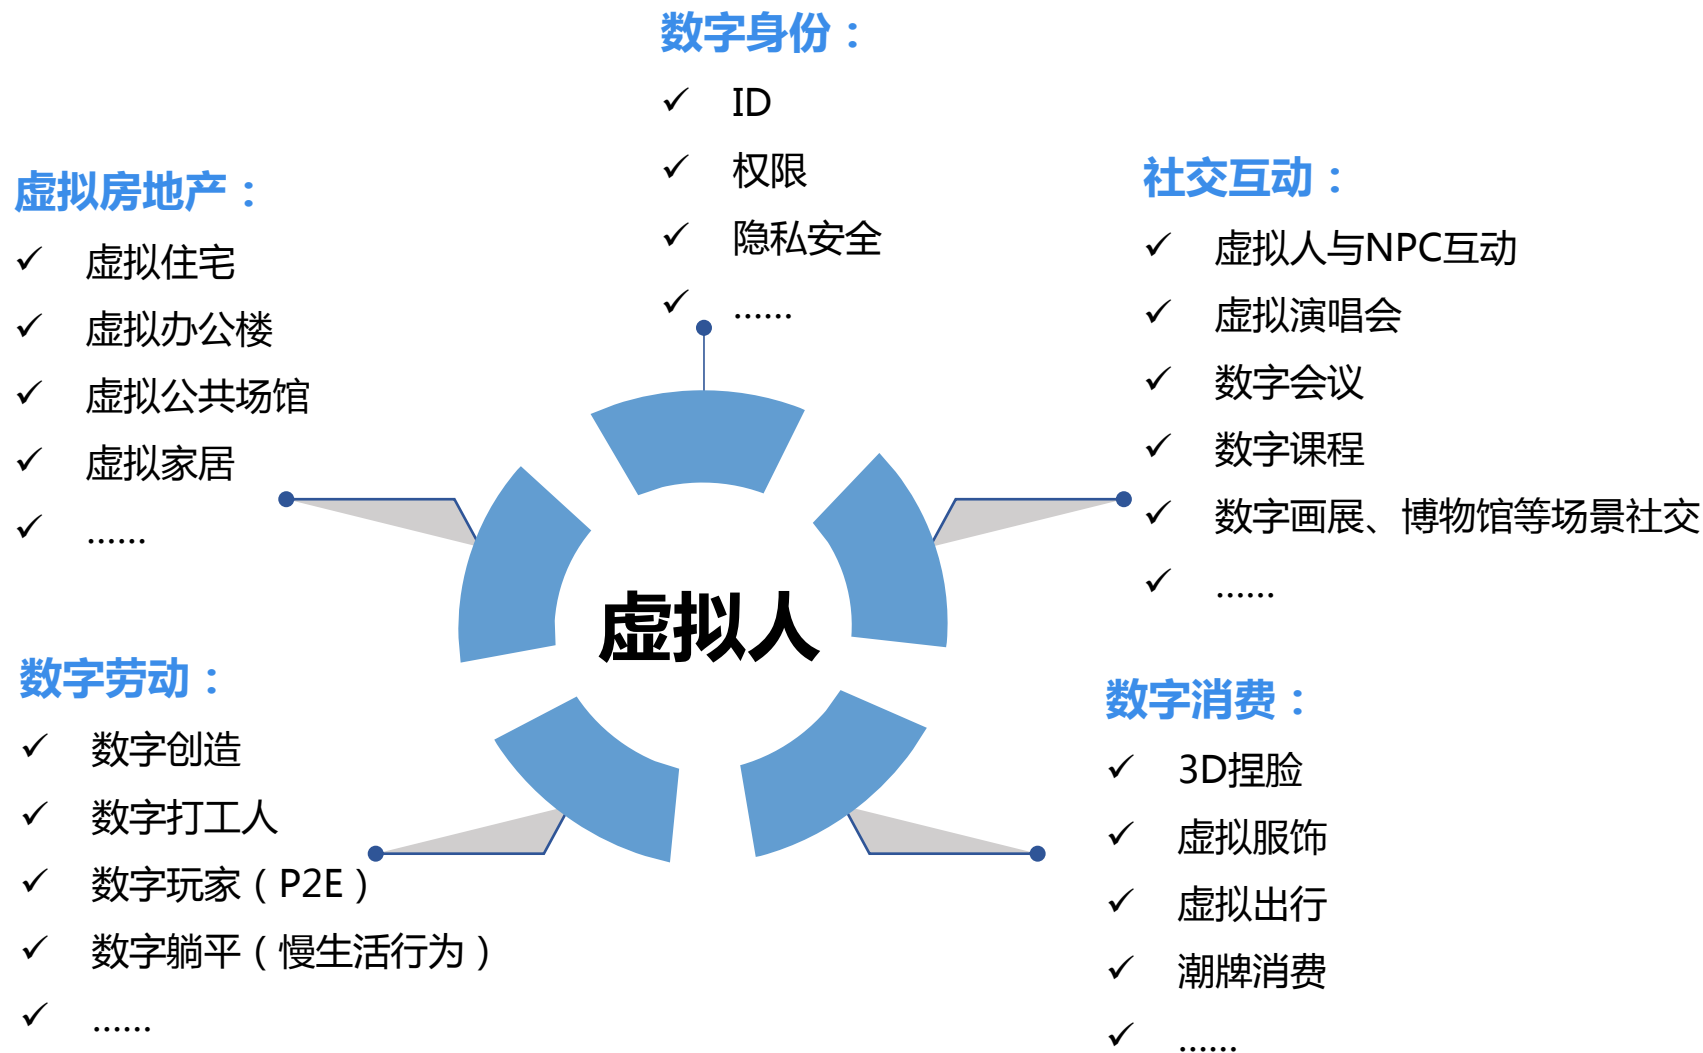 数字身份：
✓ ID
✓ 权限
✓ 隐私安全
✓ ……
虚拟房地产：
✓ 虚拟住宅
✓ 虚拟办公楼
✓ 虚拟公共场馆
✓ 虚拟家居
✓ ……
社交互动：
✓ 虚拟人与NPC互动
✓ 虚拟演唱会
✓ 数字会议
✓ 数字课程
✓ 数字画展、博物馆等场景社交
✓ ……
虚拟人
数字劳动：
✓ 数字创造
✓ 数字打工人
✓ 数字玩家（P2E）
✓ 数字躺平（慢生活行为）
✓ ……
数字消费：
✓ 3D捏脸
✓ 虚拟服饰
✓ 虚拟出行
✓ 潮牌消费
✓ ……